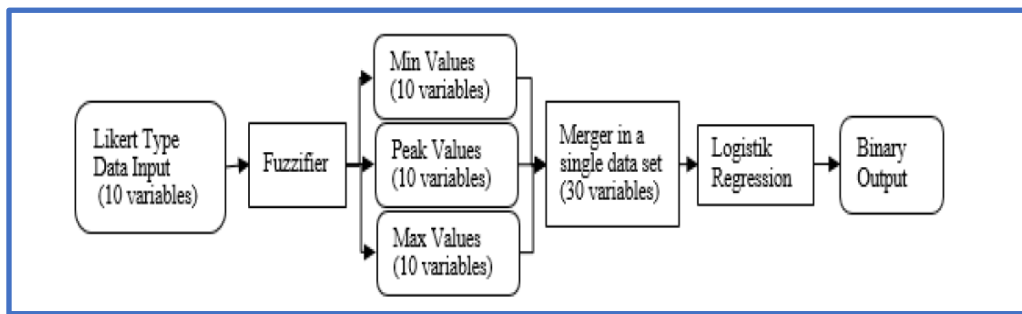 Likert Type
Data Input
(10 variables)
Fuzzifier
Min Values
(10 variables)
Peak Values
(10 variables)
Max Values
(10 variables)
Merger in a
single data set
(30 variables)
Logistik
Regression
Binary
Output